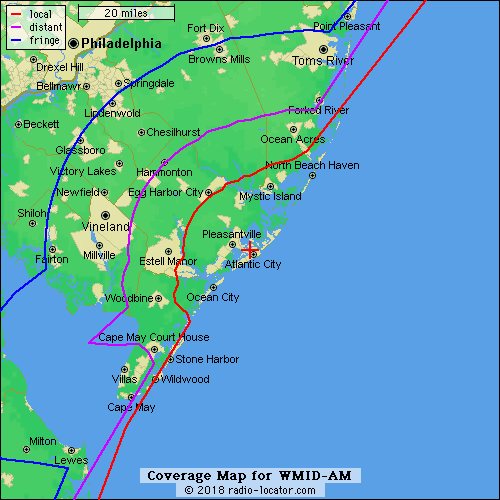 local
distant
fringe
20 miles
Point Pleasant
Fort Dix
Philadelphia
Browns Mills
Toms River
Drexel Hill
Bellmawr
Springdale
Lindenwold
Forked River
Beckett
Chesilhurst
Ocean Acres
Glassboro
Victory Lakes
Hammonton
North Beach Haven
Newfield
Egg Harbor City
Mystic Island
Shiloh
Vineland
Pleasantville
Fairton
Millville
Estell Manor
Atlantic City
Woodbine
Ocean City
Cape May Court House
Stone Harbor
Villas
Wildwood
Cape May
Milton
Lewes
Coverage Map for WMID-AM
© 2018 radio-locator.com